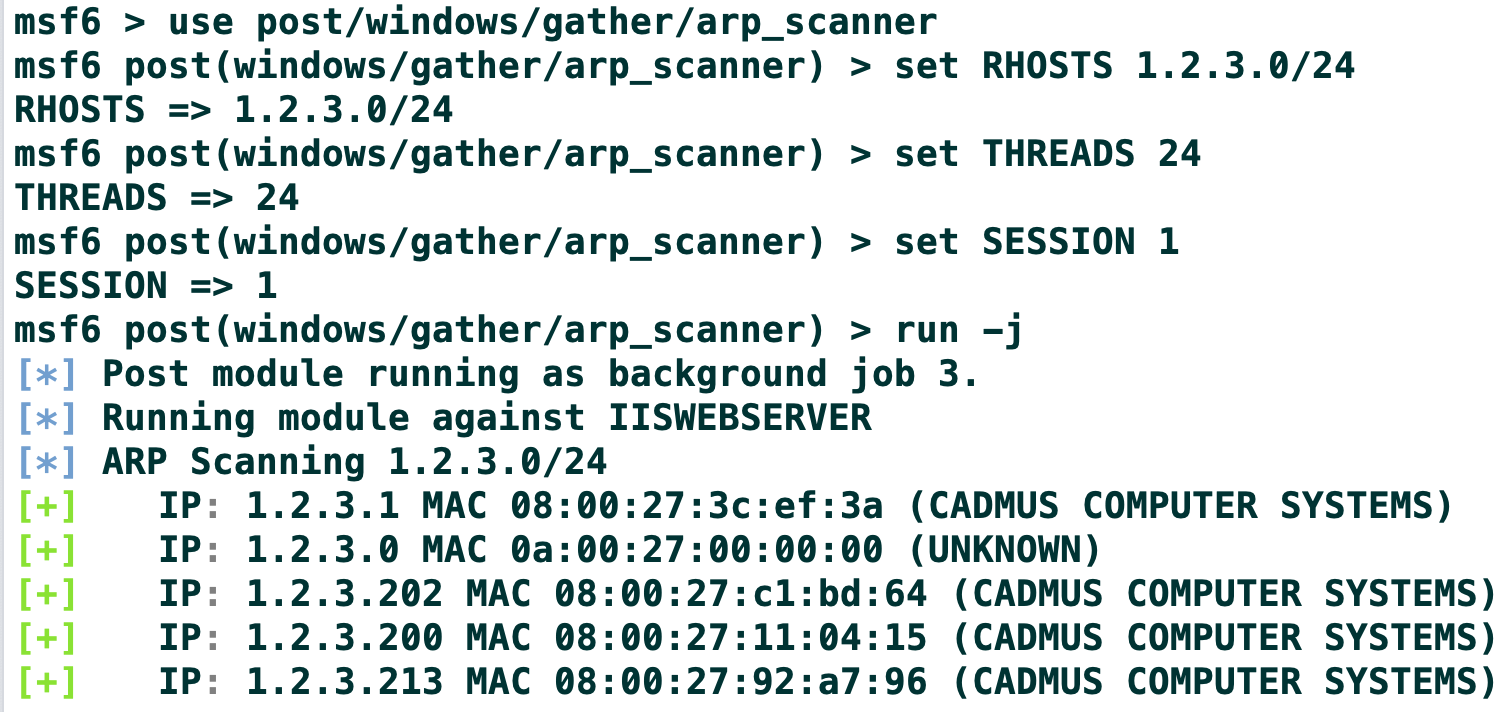 msf6 > use post/windows/gather/arp_scanner
msf6 post(windows/gather/arp_scanner) > set RHOSTS 1.2.3.0/24
RHOSTS => 1.2.3.0/24
msf6 post(windows/gather/arp_scanner) > set THREADS 24
THREADS => 24
msf6 post(windows/gather/arp_scanner) > set SESSION 1
SESSION => 1
msf6 post(windows/gather/arp_scanner) > run -j
[*] Post module running as background job 3.
[*] Running module against IISWEBSERVER
[*] ARP Scanning 1.2.3.0/24
[+]    IP: 1.2.3.1 MAC 08:00:27:3c:ef:3a (CADMUS COMPUTER SYSTEMS)
[+]    IP: 1.2.3.0 MAC 0a:00:27:00:00:00 (UNKNOWN)
[+]    IP: 1.2.3.202 MAC 08:00:27:c1:bd:64 (CADMUS COMPUTER SYSTEMS)
[+]    IP: 1.2.3.200 MAC 08:00:27:11:04:15 (CADMUS COMPUTER SYSTEMS)
[+]    IP: 1.2.3.213 MAC 08:00:27:92:a7:96 (CADMUS COMPUTER SYSTEMS)